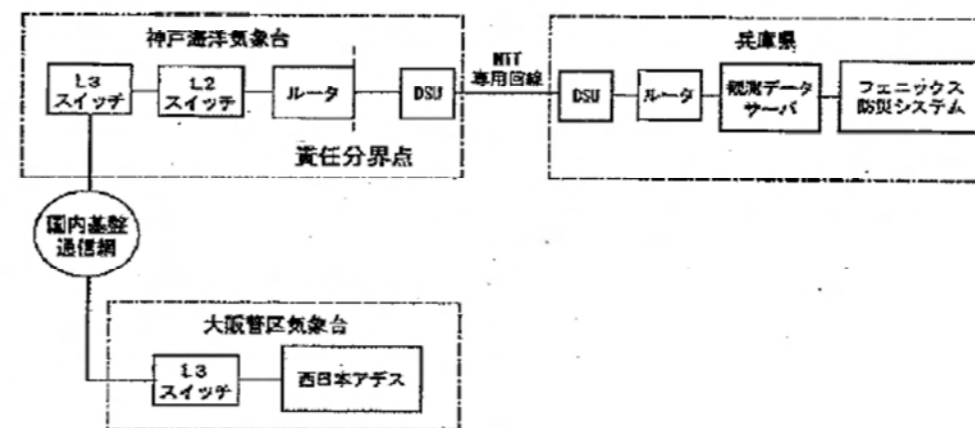 神戸海洋気象台
L3
スイッチ
L2
スイッチ
ルータ
DSU
責任分界点
NTT
専用回線
兵庫県
DSU
ルータ
観測データ
サーバ
フェニックス
防災システム
国内基盤
通信網
大阪管区気象台
L3
スイッチ
西日本アデス